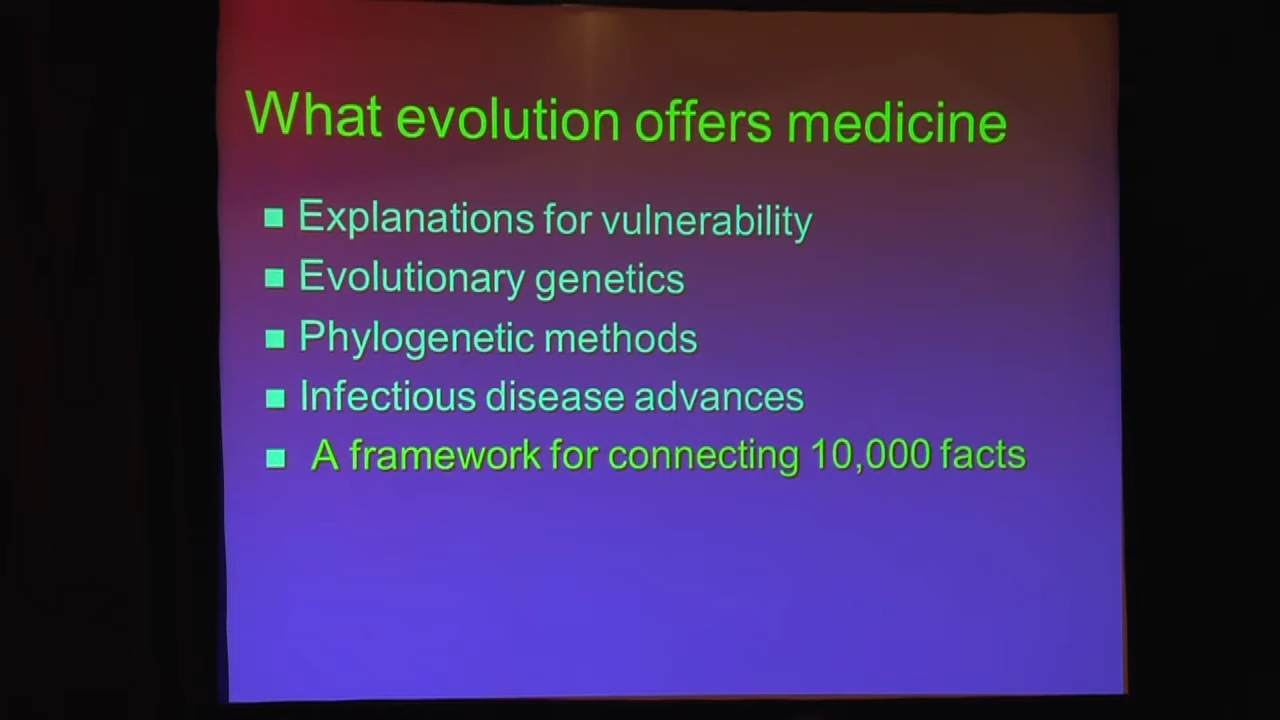 What evolution offers medicine
Explanations for vulnerability
Evolutionary genetics
Phylogenetic methods
Infectious disease advances
A framework for connecting 10,000 facts